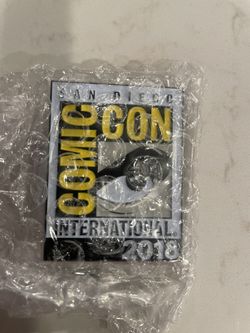 SAN DIEGO
COMIC
CON
INTERNATIONAL
2018